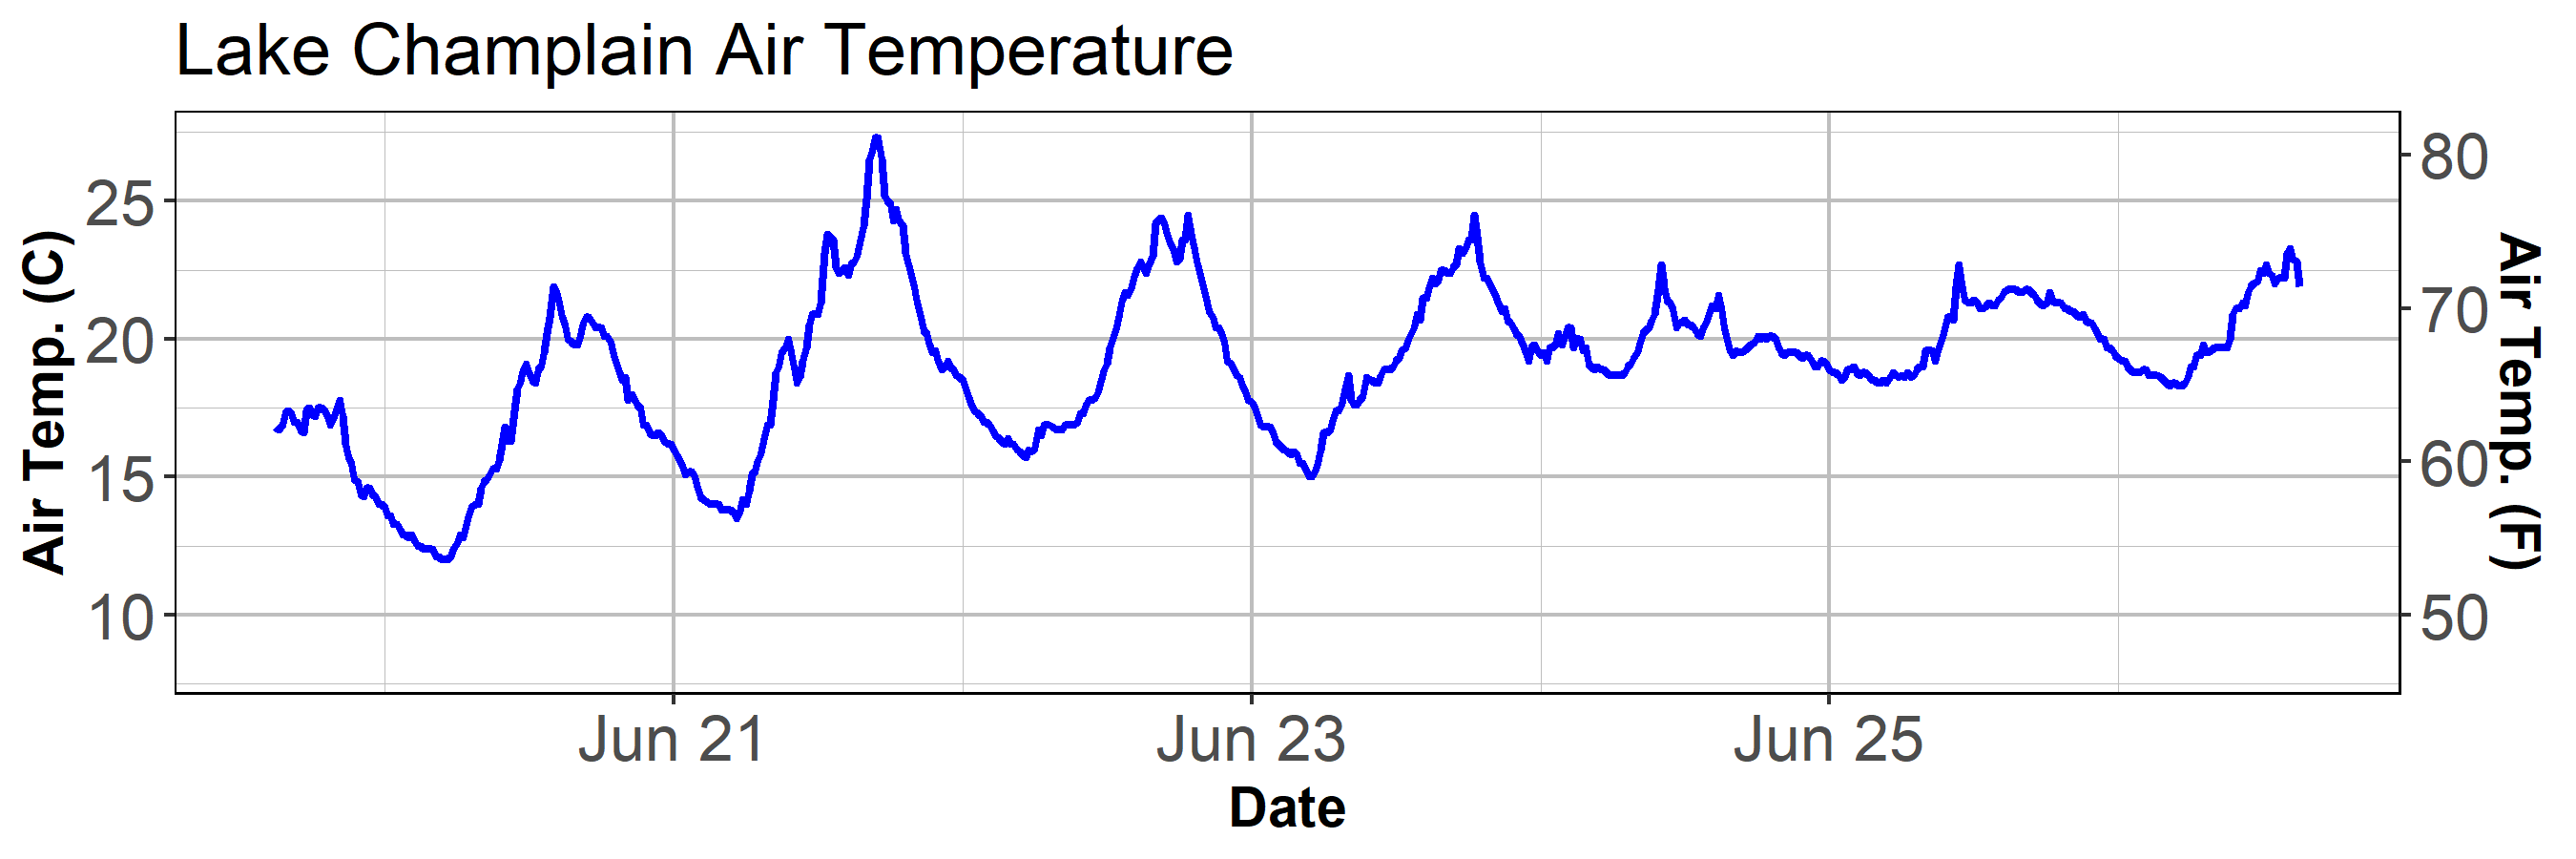 Lake Champlain Air Temperature
Air Temp. (C)
25
20
15
10
80
70
60
50
Air Temp. (F)
Jun 21
Jun 23
Jun 25
Date